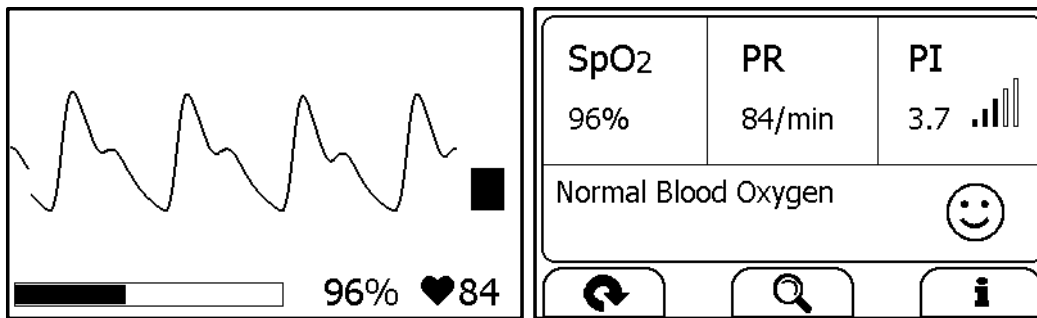 96% ♥84
SpO2 PR PI
96% 84/min 3.7
Normal Blood Oxygen
i